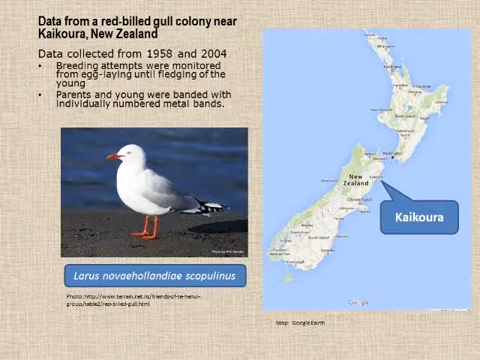 Data from a red-billed gull colony near
Kaikoura, New Zealand
Data collected from 1958 and 2004
• Breeding attempts were monitored
from egg-laying until fledging of the
young
• Parents and young were banded with
individually numbered metal bands.
New
Zealand
Kaikoura
Larus novaehollandiae scopulinus
Photo:http://www.terrain.net.nz/friends-of-te-henui-
group/table2/red-billed-gull.html
Google
Map: GoogleEarth